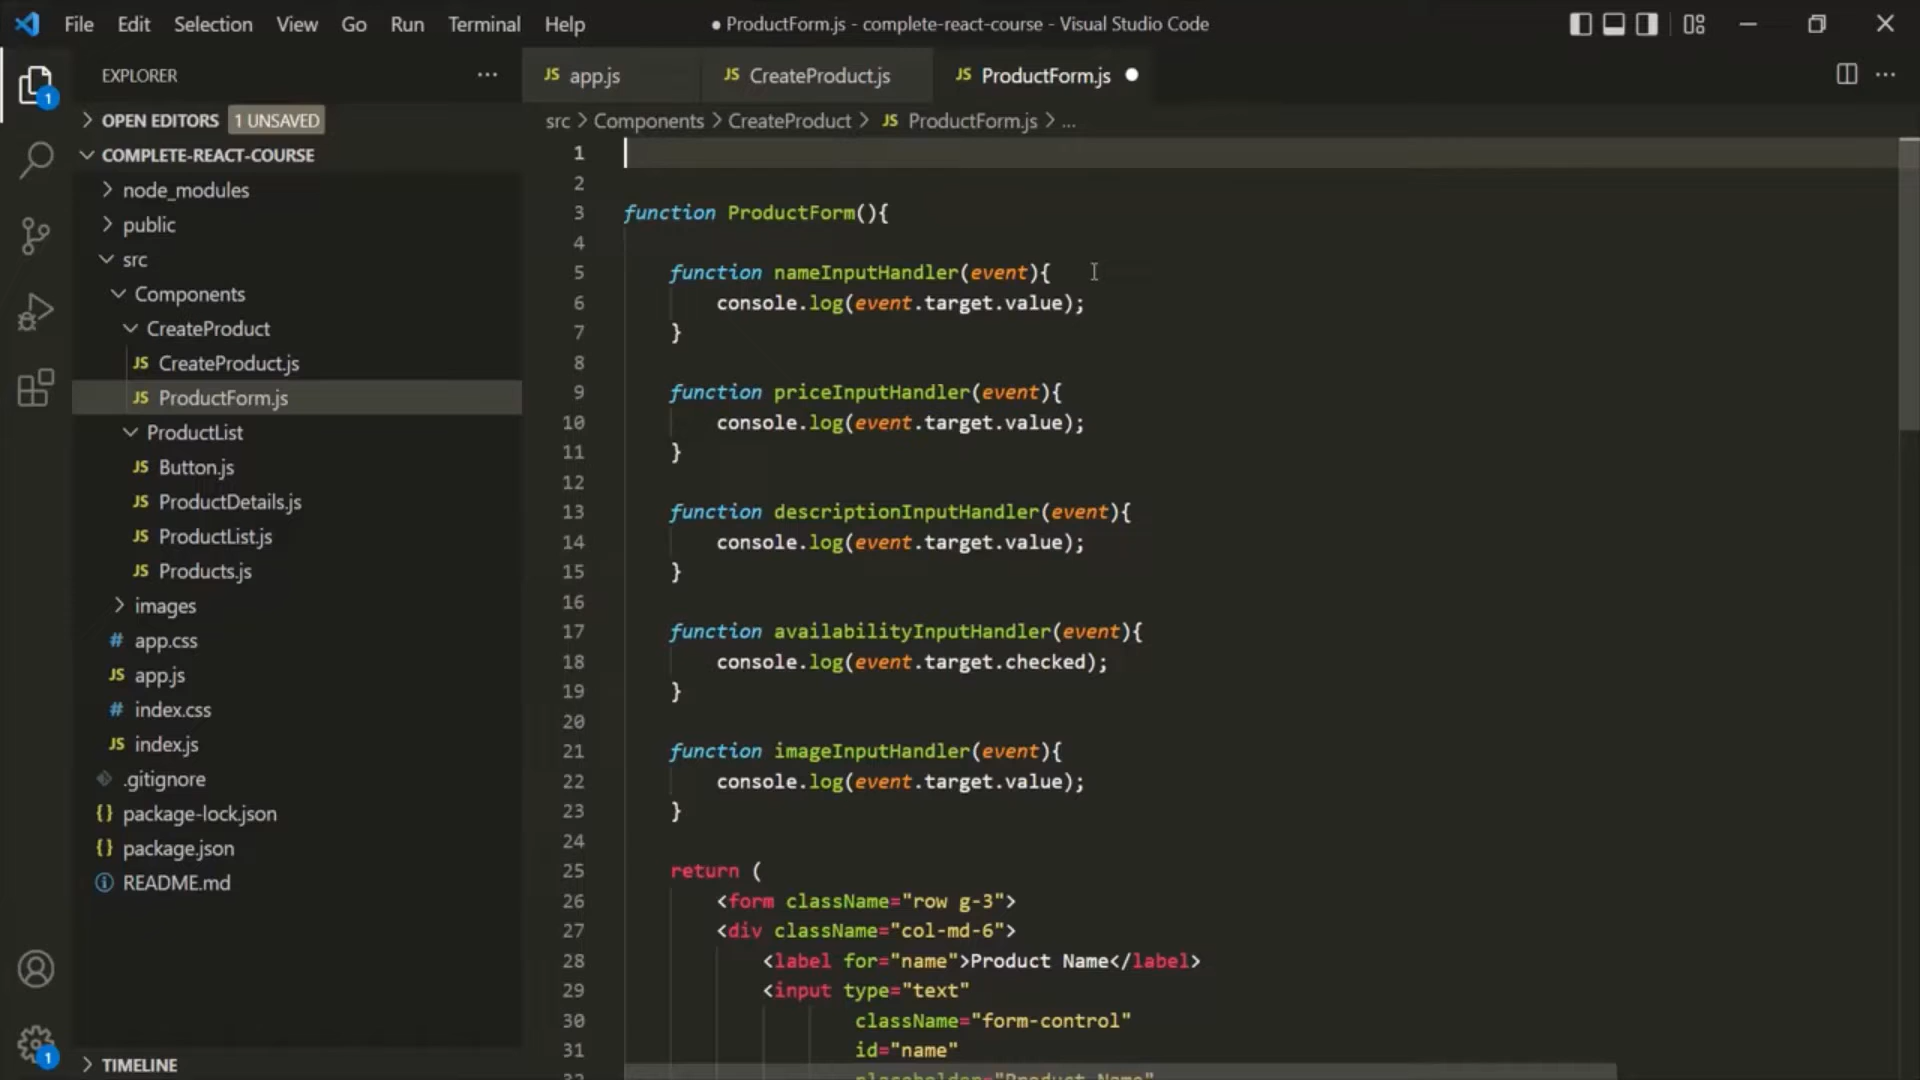 File Edit Selection View Go Run Terminal Help
● ProductForm.js - complete-react-course - Visual Studio Code
EXPLORER
OPEN EDITORS 1 UNSAVED
COMPLETE-REACT-COURSE
node_modules
public
src
Components
CreateProduct
JS CreateProduct.js
JS ProductForm.js
ProductList
JS Button.js
JS ProductDetails.js
JS ProductList.js
JS Products.js
images
# app.css
JS app.js
# index.css
JS index.js
.gitignore
{} package-lock.json
{} package.json
README.md
TIMELINE
1
1
JS app.js
JS CreateProduct.js
JS ProductForm.js ●
src > Components > CreateProduct > JS ProductForm.js > ...
1
2
3 function ProductForm(){
4
5 function nameInputHandler(event){
6 console.log(event.target.value);
7 }
8
9 function priceInputHandler(event){
10 console.log(event.target.value);
11 }
12
13 function descriptionInputHandler(event){
14 console.log(event.target.value);
15 }
16
17 function availabilityInputHandler(event){
18 console.log(event.target.checked);
19 }
20
21 function imageInputHandler(event){
22 console.log(event.target.value);
23 }
24
25 return (
26 <form className="row g-3">
27 <div className="col-md-6">
28 <label for="name">Product Name</label>
29 <input type="text"
30 className="form-control"
31 id="name"
32 placeholder="Product Name"